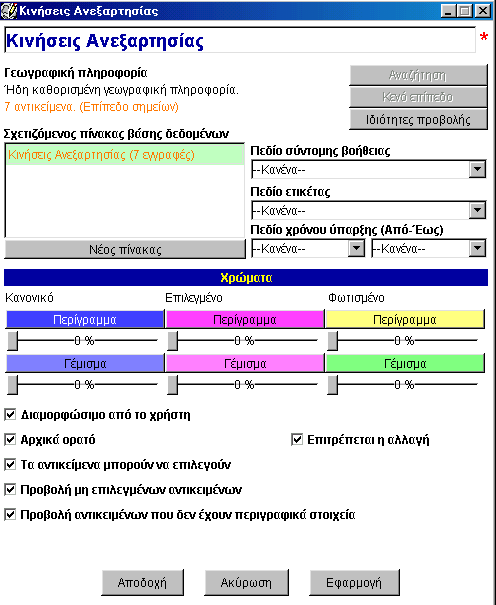 Κινήσεις Ανεξαρτησίας
Κινήσεις Ανεξαρτησίας *
Γεωγραφική πληροφορία
Ήδη καθορισμένη γεωγραφική πληροφορία.
7 αντικείμενα. (Επίπεδο σημείων)
Αναζήτηση
Κενό επίπεδο
Ιδιότητες προβολής
Σχετιζόμενος πίνακας βάσης δεδομένων
Κινήσεις Ανεξαρτησίας (7 εγγραφές)
Νέος πίνακας
Πεδίο σύντομης βοήθειας
--Κανένα--
Πεδίο ετικέτας
--Κανένα--
Πεδίο χρόνου ύπαρξης (Από-Έως)
--Κανένα-- --Κανένα--
Χρώματα
Κανονικό Επιλεγμένο Φωτισμένο
Περίγραμμα Περίγραμμα Περίγραμμα
0 % 0 % 0 %
Γέμισμα Γέμισμα Γέμισμα
0 % 0 % 0 %
Διαμορφώσιμο από το χρήστη
Αρχικά ορατό Επιτρέπεται η αλλαγή
Τα αντικείμενα μπορούν να επιλεγούν
Προβολή μη επιλεγμένων αντικειμένων
Προβολή αντικειμένων που δεν έχουν περιγραφικά στοιχεία
Αποδοχή Ακύρωση Εφαρμογή